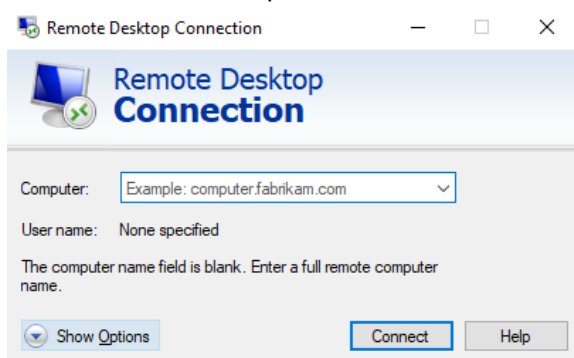 Remote Desktop Connection
Remote Desktop
Connection
Computer: Example: computer.fabrikam.com
User name: None specified
The computer name field is blank. Enter a full remote computer
name.
Show Options Connect Help